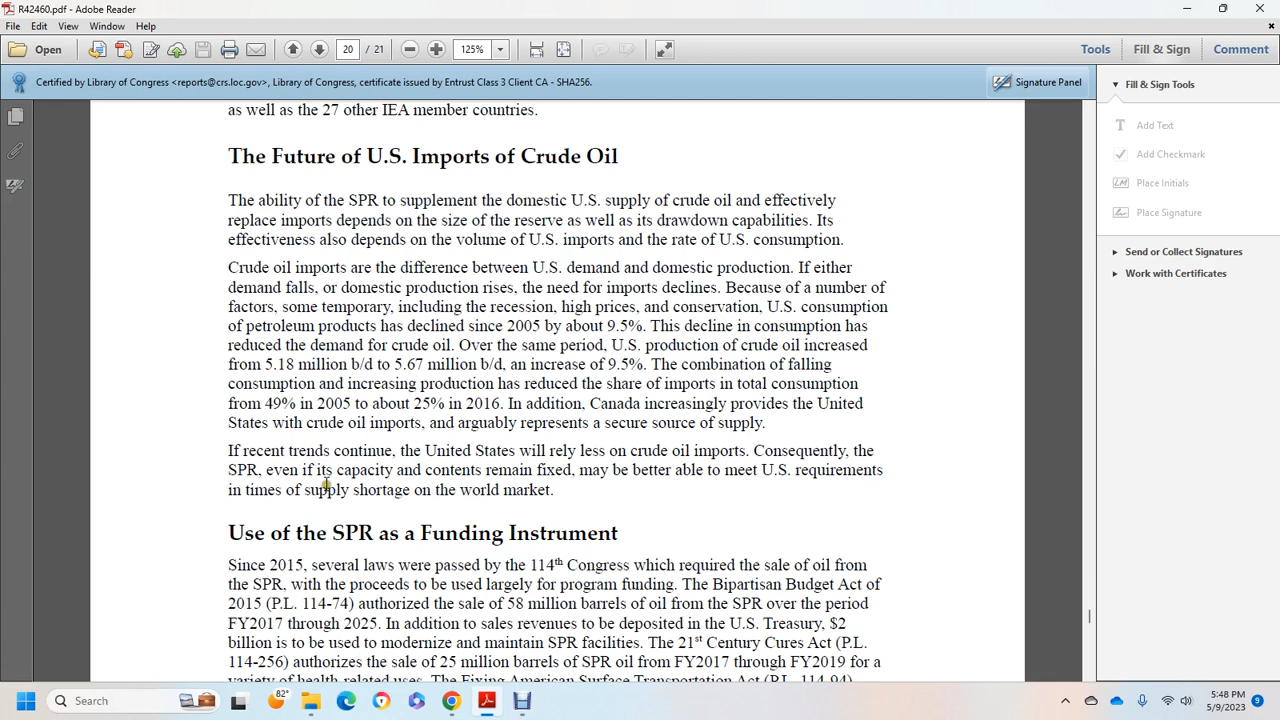 R42460.pdf - Adobe Reader
File Edit View Window Help
Open 20 / 21 125% Tools Fill & Sign Comment
Certified by Library of Congress <reports@crs.loc.gov>, Library of Congress, certificate issued by Entrust Class 3 Client CA - SHA256. Signature Panel
as well as the 27 other IEA member countries.
The Future of U.S. Imports of Crude Oil
The ability of the SPR to supplement the domestic U.S. supply of crude oil and effectively
replace imports depends on the size of the reserve as well as its drawdown capabilities. Its
effectiveness also depends on the volume of U.S. imports and the rate of U.S. consumption.
Crude oil imports are the difference between U.S. demand and domestic production. If either
demand falls, or domestic production rises, the need for imports declines. Because of a number of
factors, some temporary, including the recession, high prices, and conservation, U.S. consumption
of petroleum products has declined since 2005 by about 9.5%. This decline in consumption has
reduced the demand for crude oil. Over the same period, U.S. production of crude oil increased
from 5.18 million b/d to 5.67 million b/d, an increase of 9.5%. The combination of falling
consumption and increasing production has reduced the share of imports in total consumption
from 49% in 2005 to about 25% in 2016. In addition, Canada increasingly provides the United
States with crude oil imports, and arguably represents a secure source of supply.
If recent trends continue, the United States will rely less on crude oil imports. Consequently, the
SPR, even if its capacity and contents remain fixed, may be better able to meet U.S. requirements
in times of supply shortage on the world market.
Use of the SPR as a Funding Instrument
Since 2015, several laws were passed by the 114th Congress which required the sale of oil from
the SPR, with the proceeds to be used largely for program funding. The Bipartisan Budget Act of
2015 (P.L. 114-74) authorized the sale of 58 million barrels of oil from the SPR over the period
FY2017 through 2025. In addition to sales revenues to be deposited in the U.S. Treasury, $2
billion is to be used to modernize and maintain SPR facilities. The 21st Century Cures Act (P.L.
114-256) authorizes the sale of 25 million barrels of SPR oil from FY2017 through FY2019 for a
variety of health related uses. The Fixing American Surface Transportation Act (P.L. 114-94)
Fill & Sign Tools
Add Text
Add Checkmark
Place Initials
Place Signature
Send or Collect Signatures
Work with Certificates
Search
82°
5:48 PM
5/9/2023
9